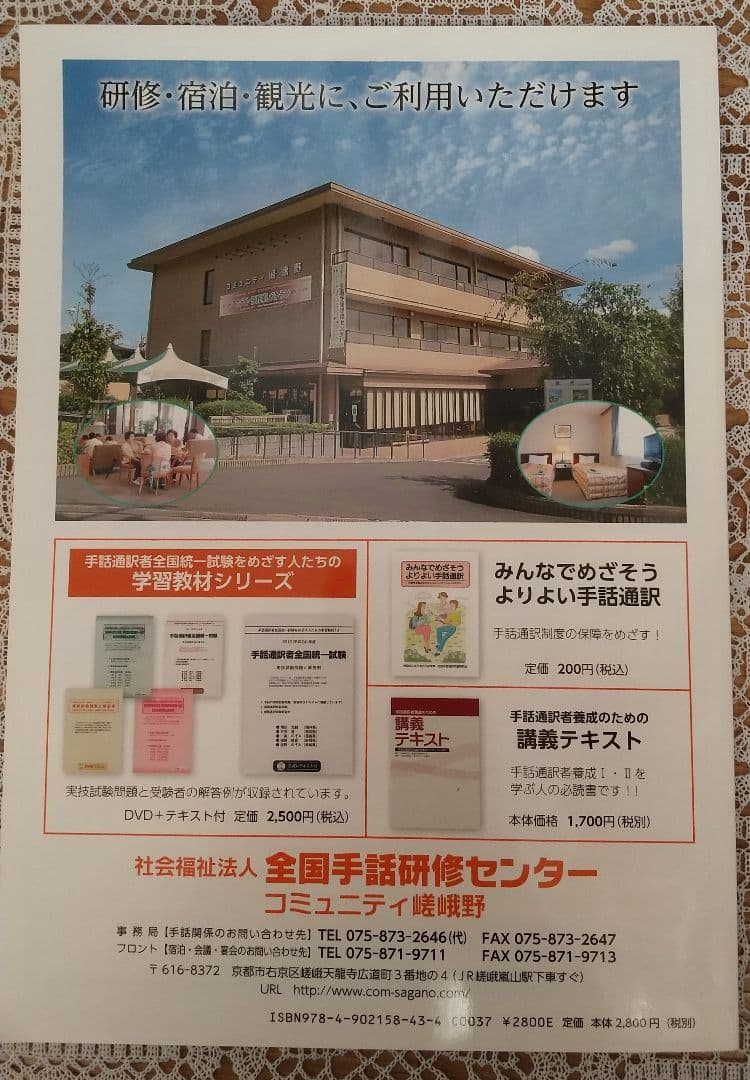 研修・宿泊・観光に、ご利用いただけます
コミュニティ嵯峨野
手話通訳者全国統一試験をめざす人たちの
学習教材シリーズ
手話通訳者全国統一試験
DVD+テキスト付
実技試験問題と受験者の解答例が収録されています。
DVD+テキスト付 定価 2,500円(税込)
みんなでめざそう
よりよい手話通訳
みんなでめざそう
よりよい手話通訳
手話通訳制度の保障をめざす!
定価 200円(税込)
講義
テキスト
手話通訳者養成のための
講義テキスト
手話通訳者養成Ⅰ・Ⅱを
学ぶ人の必読書です!!
本体価格 1,700円(税別)
社会福祉法人 全国手話研修センター
コミュニティ嵯峨野
事務局【手話関係のお問い合わせ先】TEL 075-873-2646(代) FAX 075-873-2647
フロント【宿泊・会議・宴会のお問い合わせ先】TEL 075-871-9711 FAX 075-871-9713
〒616-8372 京都市右京区嵯峨天龍寺広道町3番地の4(JR嵯峨嵐山駅下車すぐ)
URL http://www.com-sagano.com/
ISBN978-4-902158-43-4 C0037 ¥2800E 定価 本体2,800円(税別)